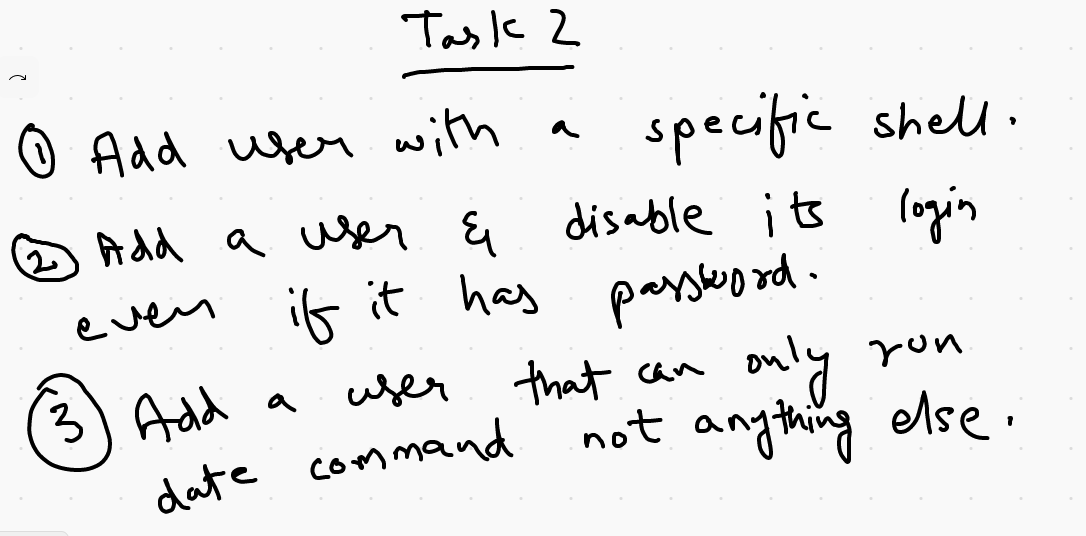 Task 2
① Add user with a specific shell.
② Add a user & disable its login
even if it has password.
③ Add a user that can only run
date command not anything else.